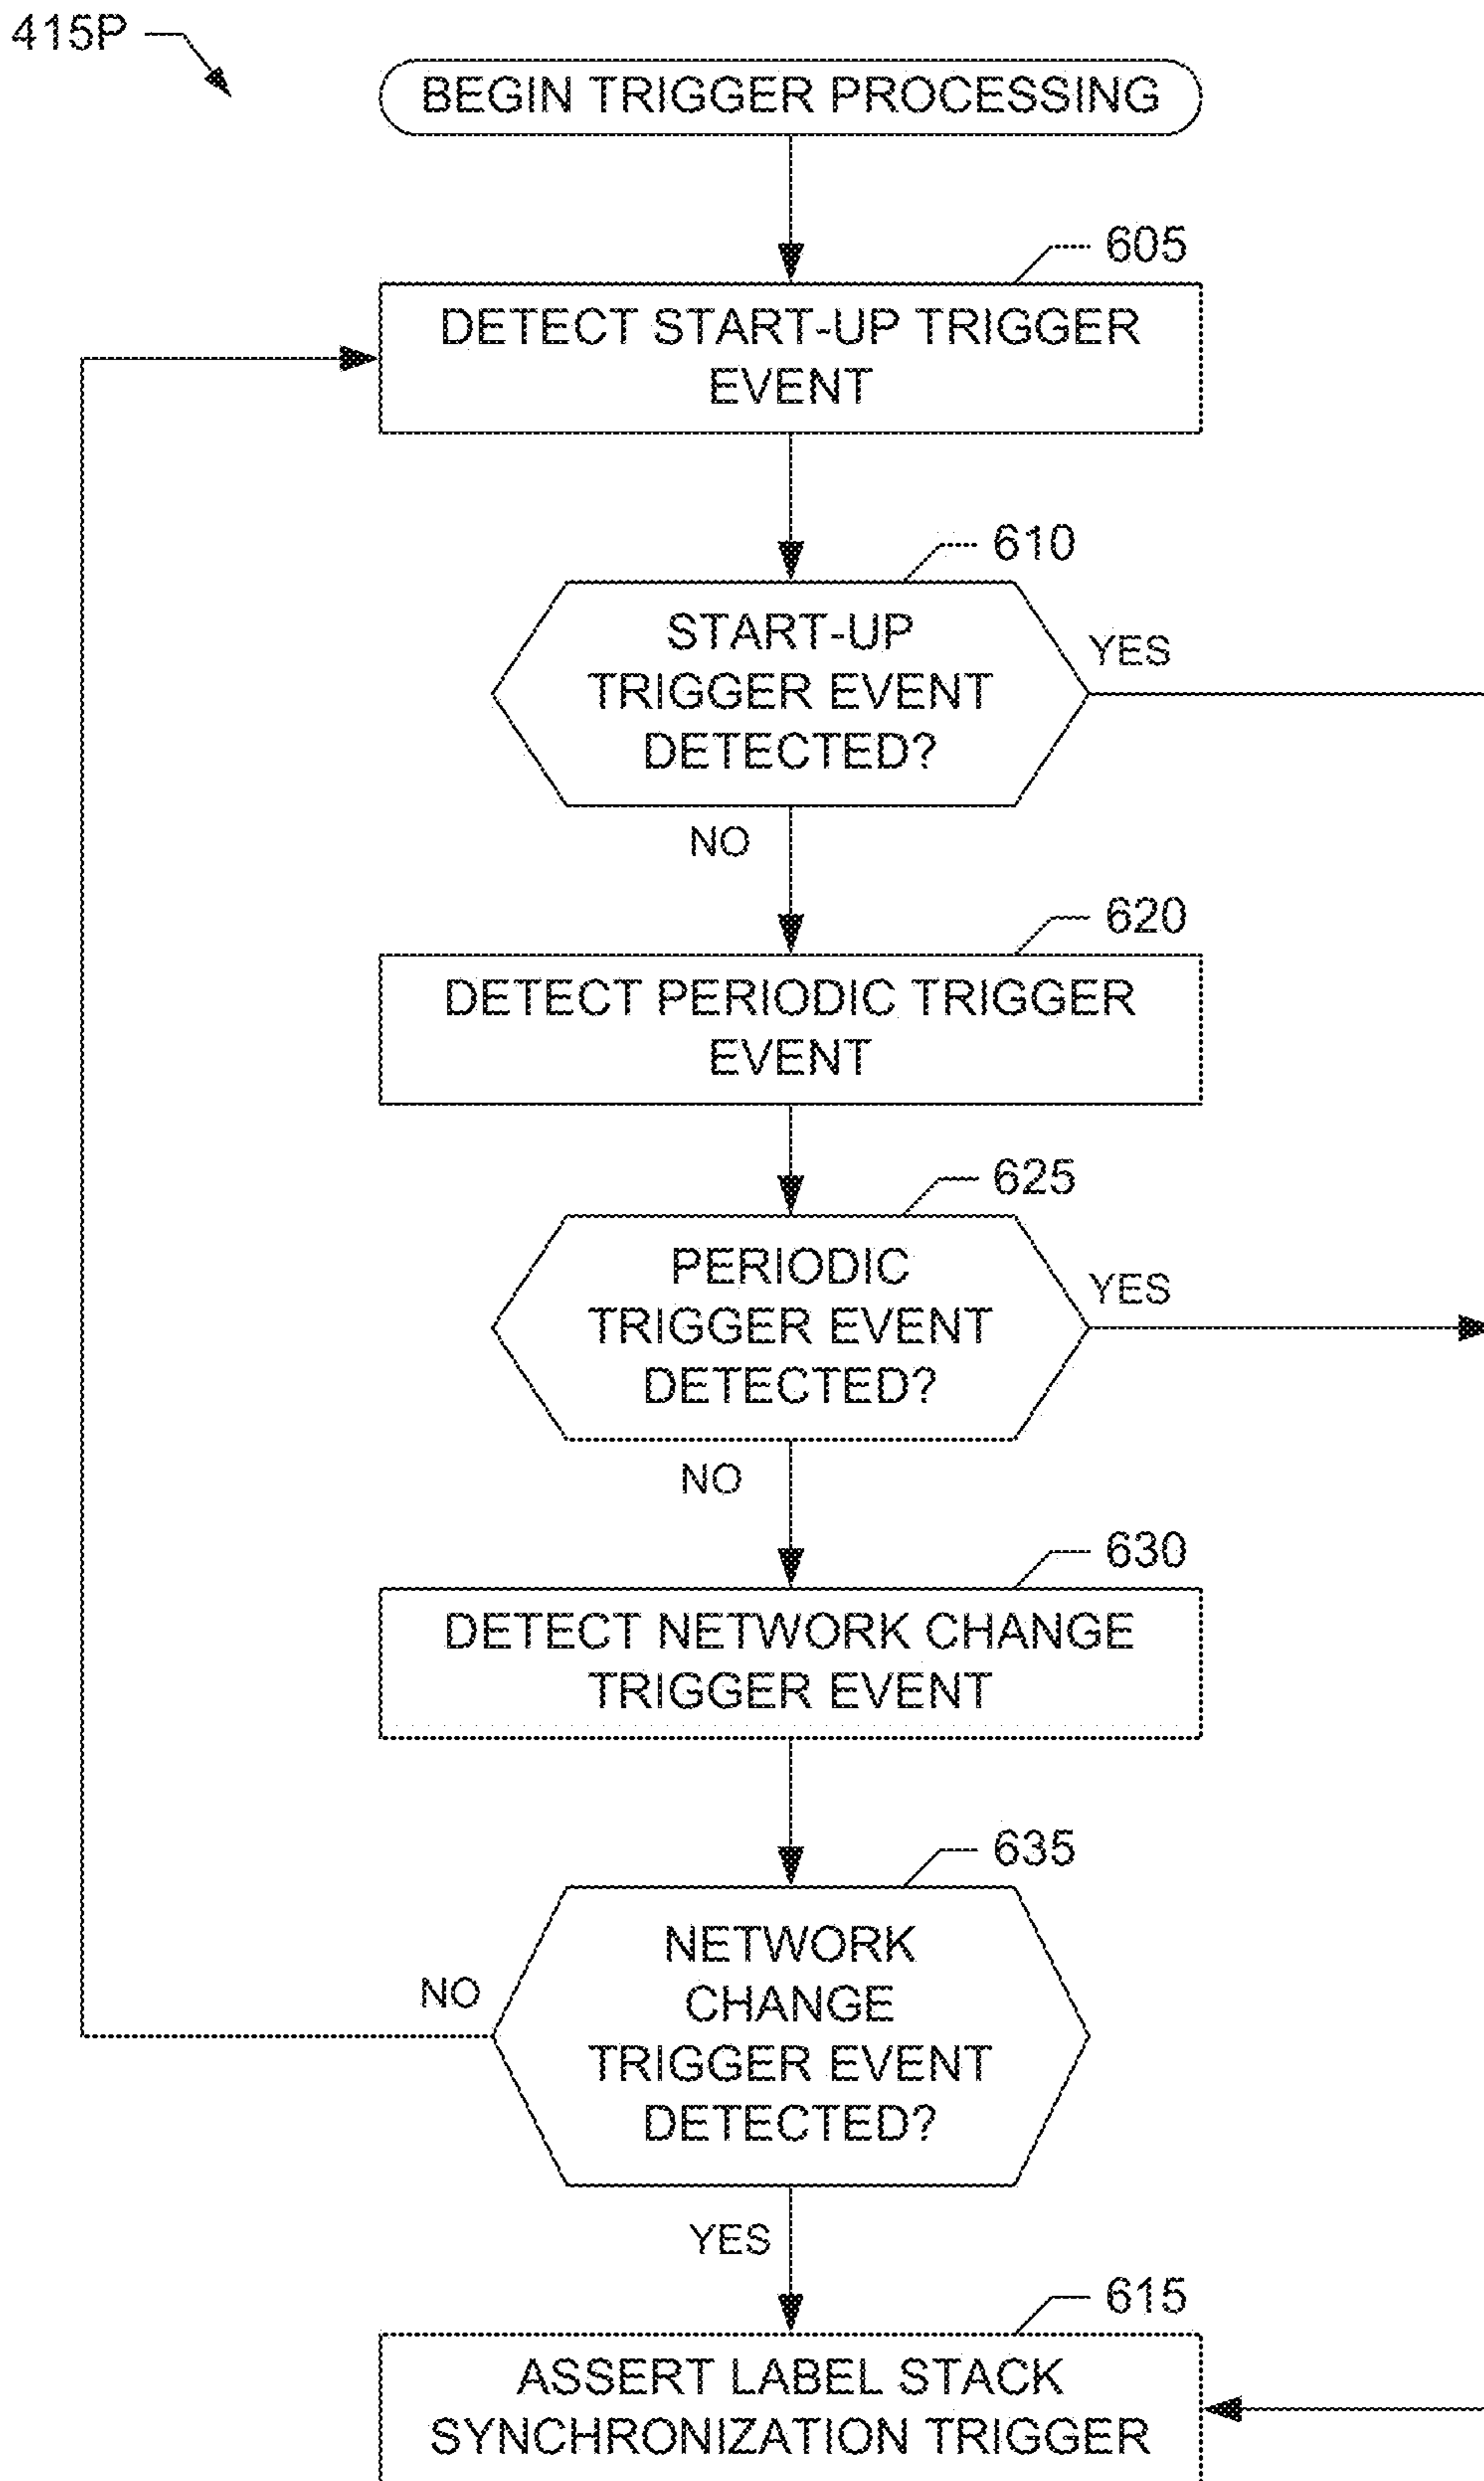 415P
BEGIN TRIGGER PROCESSING
605
DETECT START-UP TRIGGER
EVENT
610
START-UP
TRIGGER EVENT
DETECTED?
YES
NO
620
DETECT PERIODIC TRIGGER
EVENT
625
PERIODIC
TRIGGER EVENT
DETECTED?
YES
NO
630
DETECT NETWORK CHANGE
TRIGGER EVENT
635
NETWORK
CHANGE
TRIGGER EVENT
DETECTED?
NO
YES
615
ASSERT LABEL STACK
SYNCHRONIZATION TRIGGER